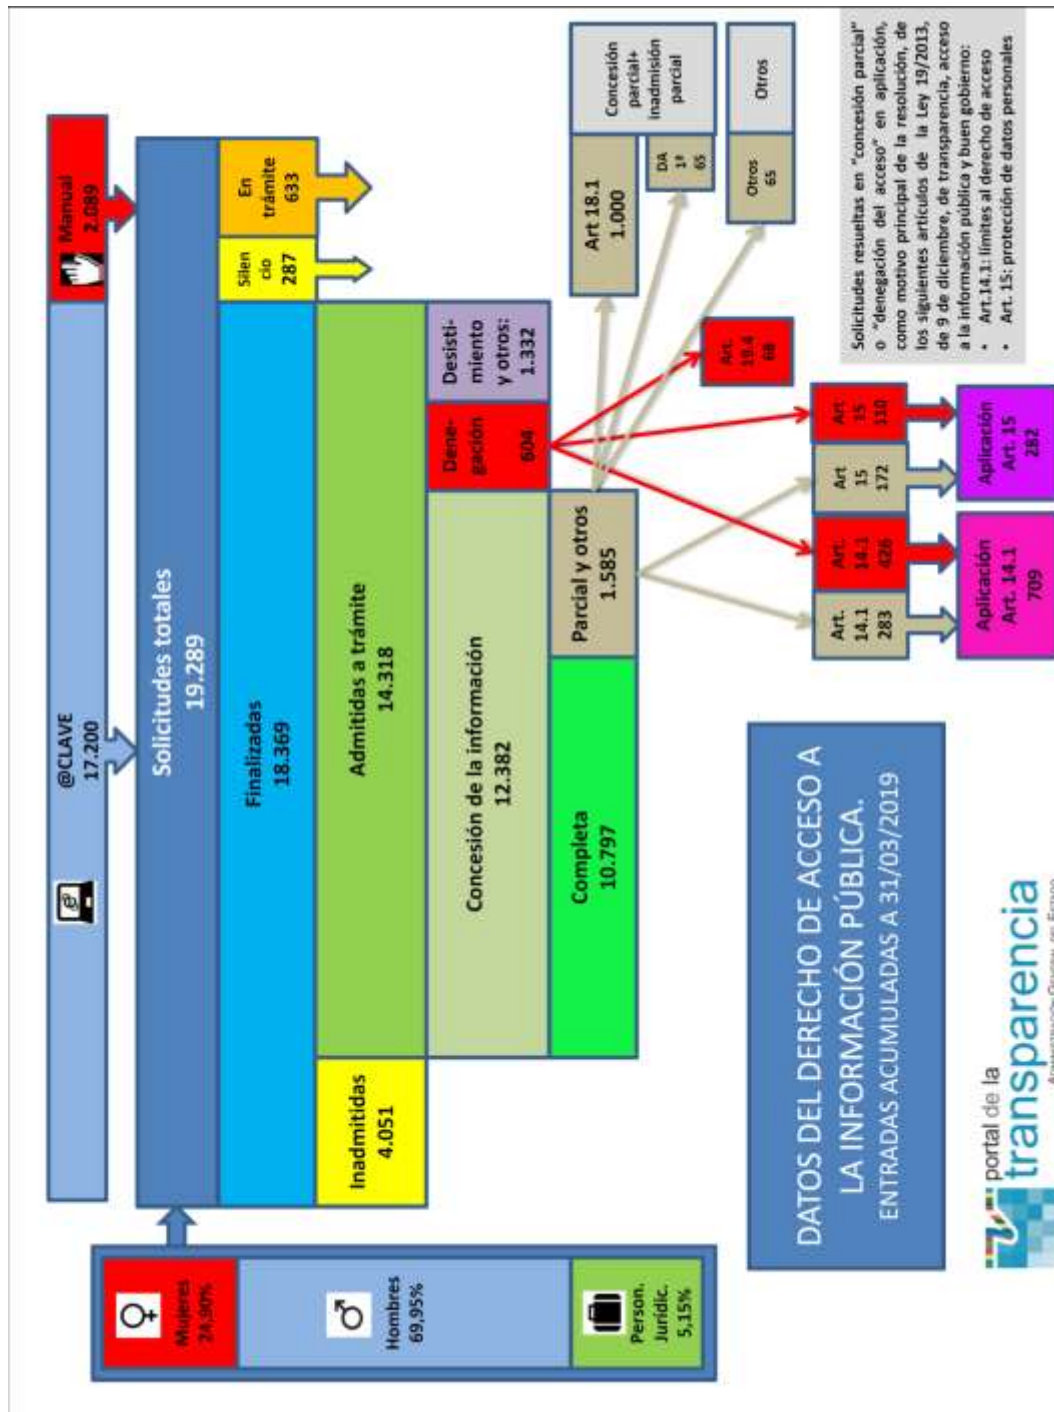 @CLAVE
17.200
Manual
2.089
Mujeres
24,90%
Hombres
69,95%
Person.
Jurídic.
5,15%
Solicitudes totales
19.289
Finalizadas
18.369
Silen
cio
287
En
trámite
633
Inadmitidas
4.051
Admitidas a trámite
14.318
Concesión de la información
12.382
Dene-
gación
604
Desisti-
miento
y otros:
1.332
Completa
10.797
Parcial y otros
1.585
Art 18.1
1.000
Concesión
parcial+
inadmisión
parcial
DA
1ª
65
Otros
65
Otros
Art.
19.4
68
Art.
14.1
283
Art.
14.1
426
Art
15
172
Art
15
110
Aplicación
Art. 14.1
709
Aplicación
Art. 15
282
DATOS DEL DERECHO DE ACCESO A
LA INFORMACIÓN PÚBLICA.
ENTRADAS ACUMULADAS A 31/03/2019
Solicitudes resueltas en "concesión parcial"
o "denegación del acceso" en aplicación,
como motivo principal de la resolución, de
los siguientes artículos de la Ley 19/2013,
de 9 de diciembre, de transparencia, acceso
a la información pública y buen gobierno:
• Art.14.1: límites al derecho de acceso
• Art. 15: protección de datos personales
portal de la
transparencia